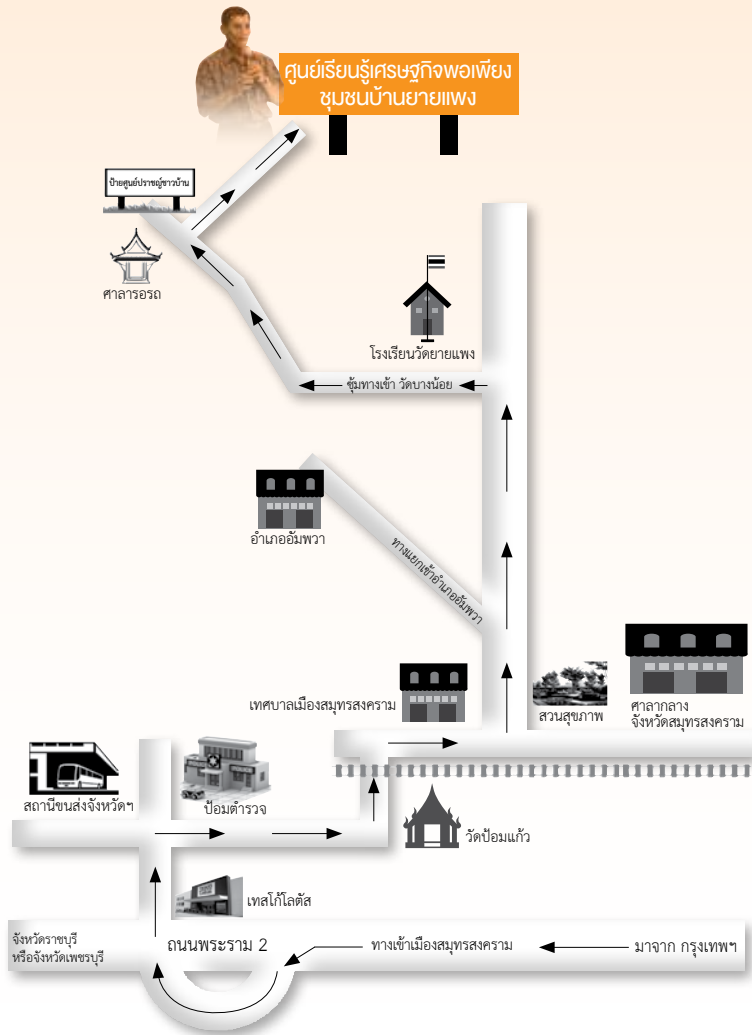 ศูนย์เรียนรู้เศรษฐกิจพอเพียง
ชุมชนบ้านยายแพง
ป้ายศูนย์ปราชญ์ชาวบ้าน
ศาลารอรถ
โรงเรียนวัดยายแพง
ซุ้มทางเข้า วัดบางน้อย
อำเภออัมพวา
ทางแยกเข้าอำเภออัมพวา
เทศบาลเมืองสมุทรสงคราม
สวนสุขภาพ
ศาลากลาง
จังหวัดสมุทรสงคราม
สถานีขนส่งจังหวัดฯ
ป้อมตำรวจ
วัดป้อมแก้ว
เทสโก้โลตัส
จังหวัดราชบุรี
หรือจังหวัดเพชรบุรี
ถนนพระราม 2
ทางเข้าเมืองสมุทรสงคราม
มาจาก กรุงเทพฯ